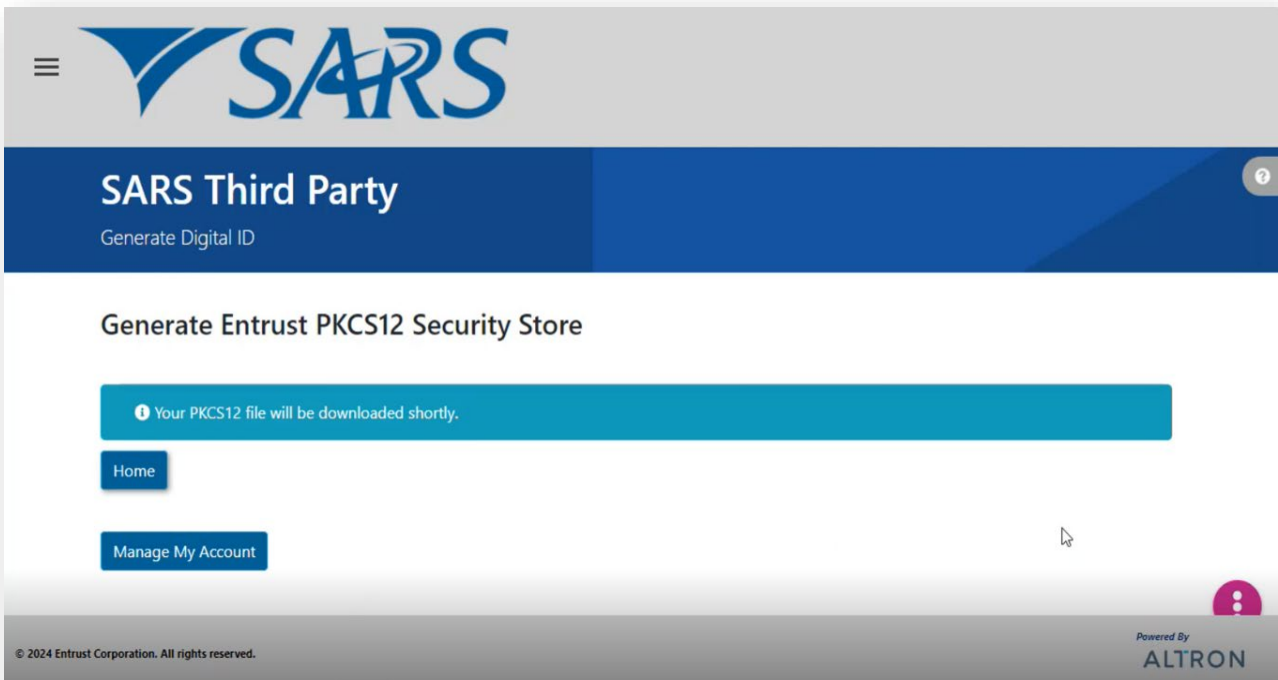 SARS
SARS Third Party
Generate Digital ID
Generate Entrust PKCS12 Security Store
Your PKCS12 file will be downloaded shortly.
Home
Manage My Account
© 2024 Entrust Corporation. All rights reserved.
Powered By
ALTRON